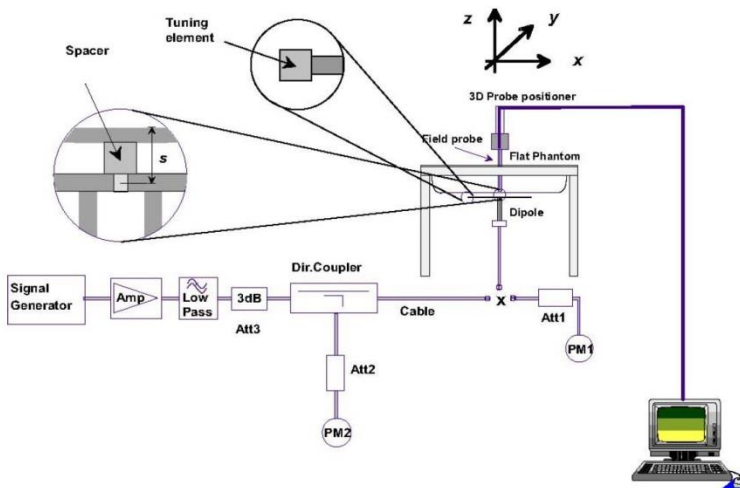 Tuning
element
Spacer
s
z
y
x
3D Probe positioner
Field probe
Flat Phantom
Dipole
Signal
Generator
Amp
Low
Pass
3dB
Att3
Dir.Coupler
Cable
x
Att1
PM1
Att2
PM2